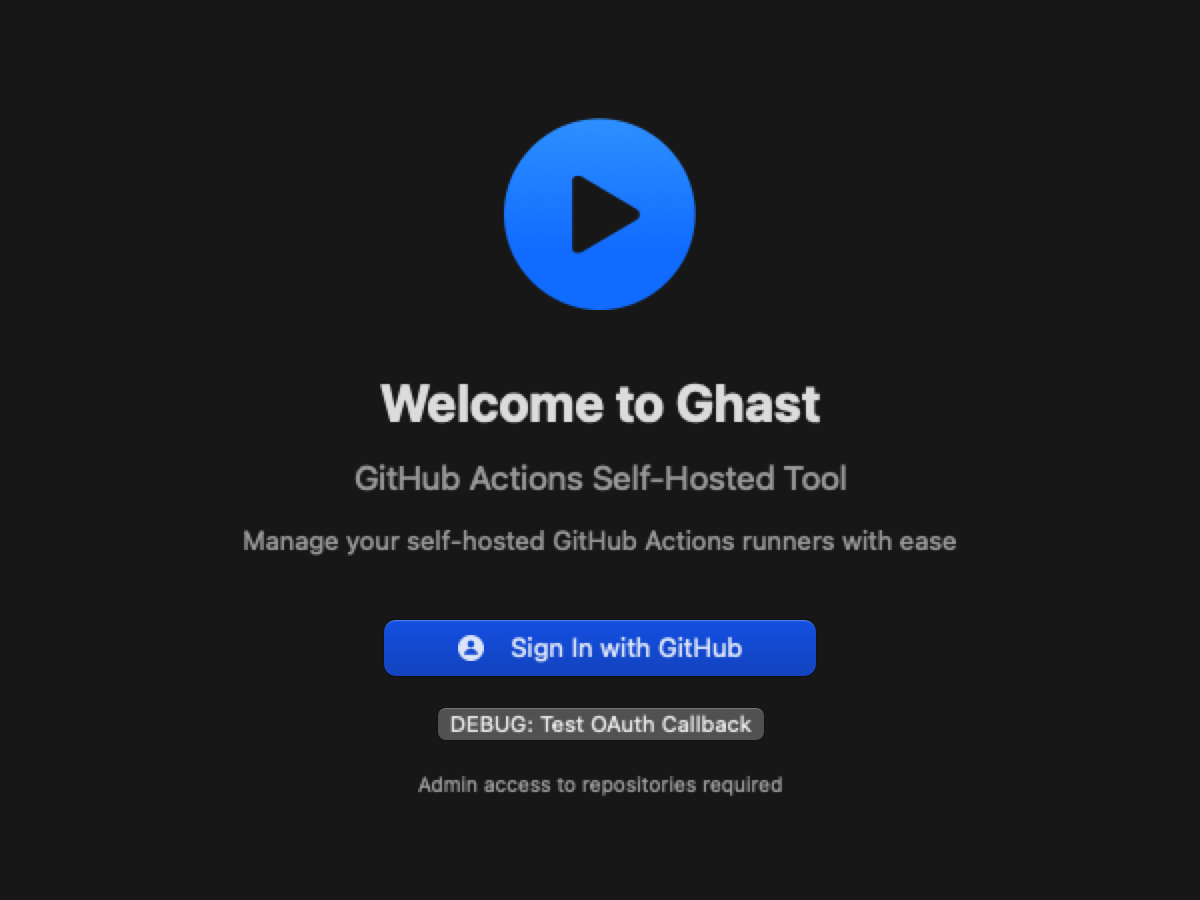 Welcome to Ghast
GitHub Actions Self-Hosted Tool
Manage your self-hosted GitHub Actions runners with ease
Sign In with GitHub
DEBUG: Test OAuth Callback
Admin access to repositories required